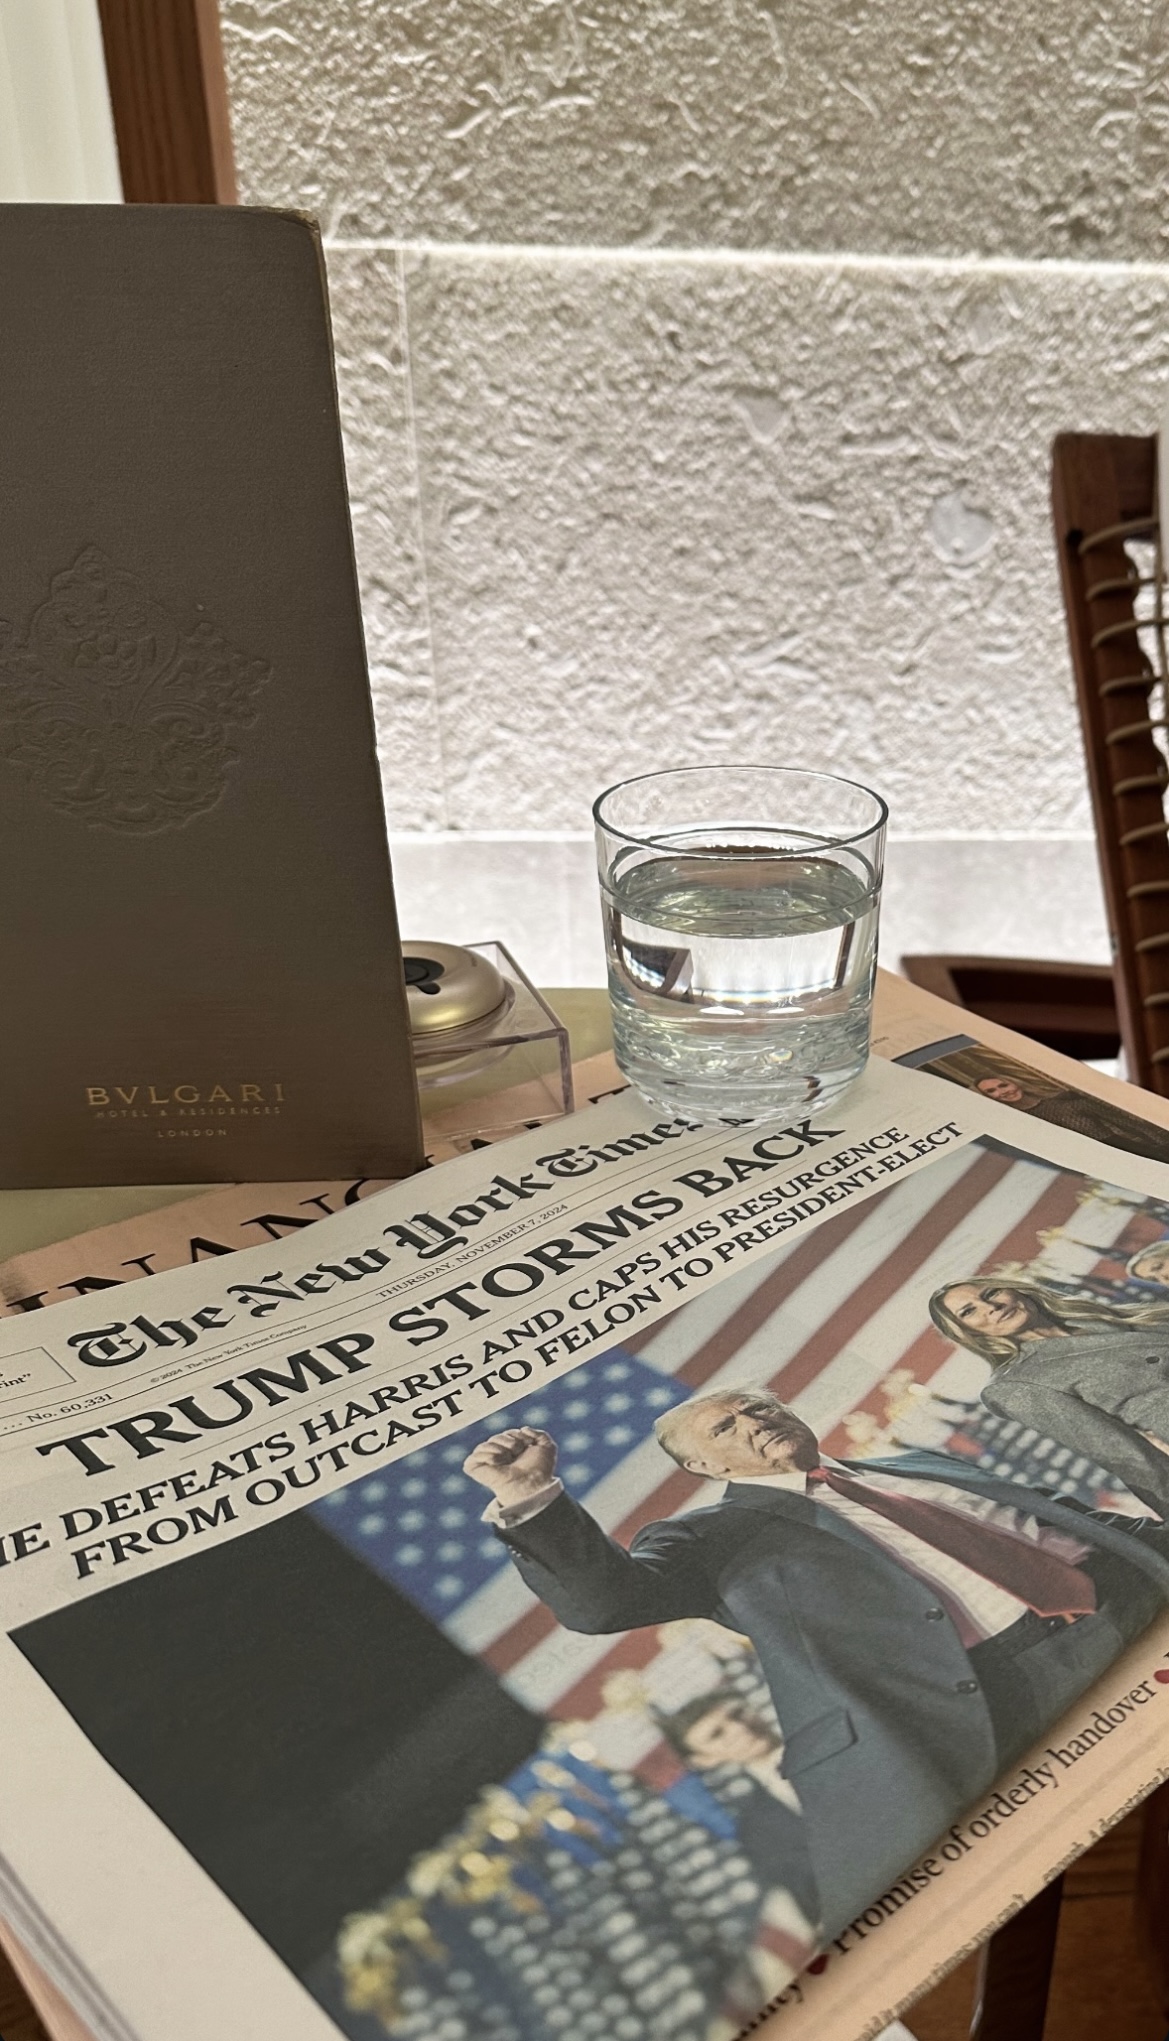 BVLGARI
HOTEL & RESIDENCES
LONDON
INANC
The New York Times
THURSDAY, NOVEMBER 7, 2024
© 2024 The New York Times Company
rint”
... No. 60,331
TRUMP STORMS BACK
HE DEFEATS HARRIS AND CAPS HIS RESURGENCE
FROM OUTCAST TO FELON TO PRESIDENT-ELECT
Promise of orderly handover